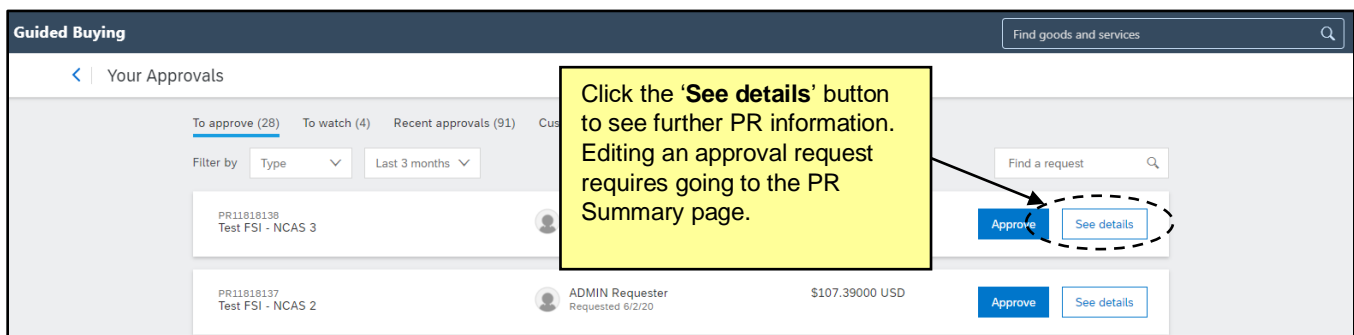 Guided Buying
Find goods and services
Your Approvals
To approve (28) To watch (4) Recent approvals (91)
Filter by Type Last 3 months Find a request
Click the ‘See details’ button
to see further PR information.
Editing an approval request
requires going to the PR
Summary page.
PR11818138
Test FSI - NCAS 3
Approve See details
PR11818137
Test FSI - NCAS 2
ADMIN Requester
Requested 6/2/20
$107.39000 USD
Approve See details